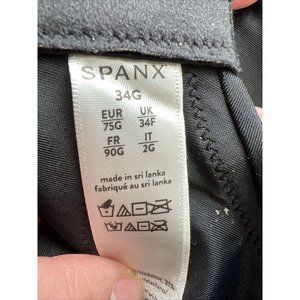 SPANX
34G
EUR UK
75G 34F
FR IT
90G 2G
made in sri lanka
fabriqué au sri lanka